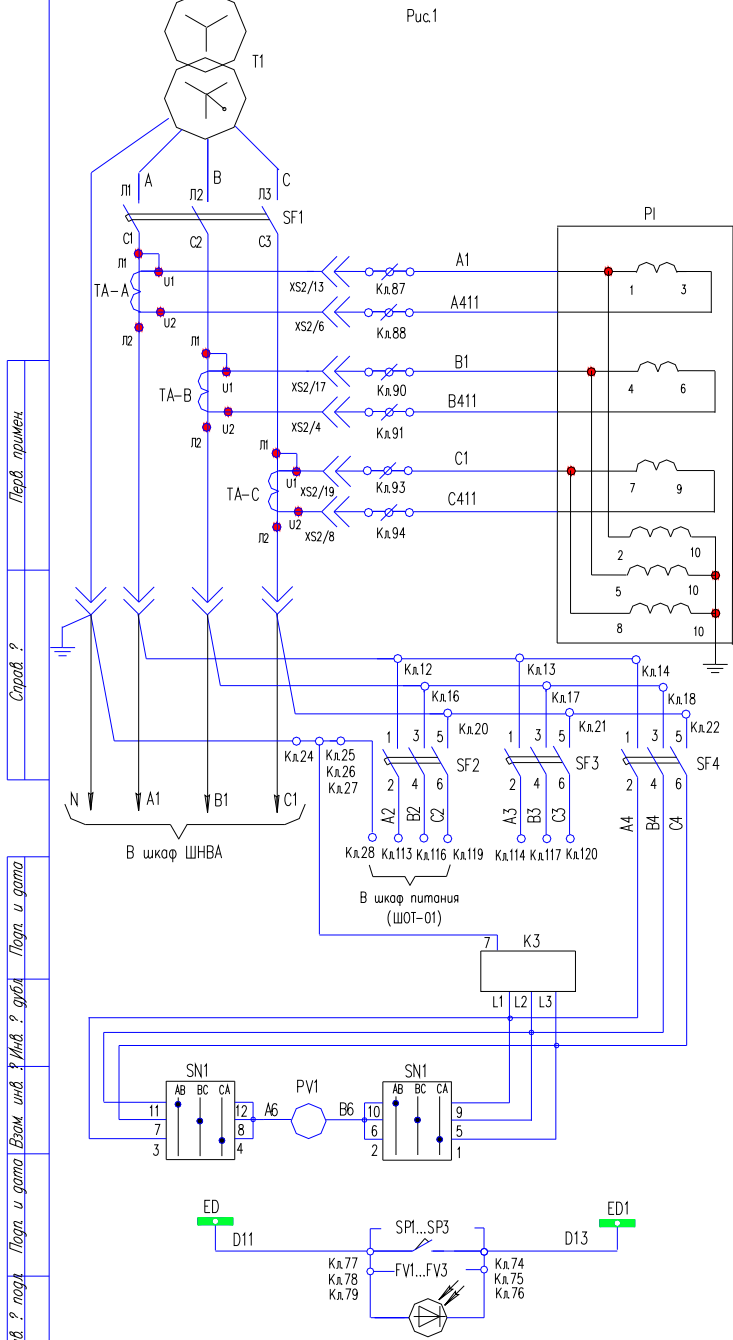 Рис.1
T1
A
B
C
Л1
Л2
Л3
SF1
C1
C2
C3
PI
Л1
U1
TA-A
U2
Л2
XS2/13
Кл.87
A1
XS2/6
Кл.88
A411
1
3
Л1
U1
TA-B
U2
Л2
XS2/17
Кл.90
B1
XS2/4
Кл.91
B411
4
6
Л1
U1
TA-C
U2
Л2
XS2/19
Кл.93
C1
XS2/8
Кл.94
C411
7
9
2
10
5
10
8
10
Перв. примен.
Справ. ?
Кл.12
Кл.13
Кл.14
Кл.16
Кл.17
Кл.18
Кл.20
Кл.21
Кл.22
Кл.24
Кл.25
Кл.26
Кл.27
1
3
5
SF2
2
4
6
1
3
5
SF3
2
4
6
1
3
5
SF4
2
4
6
N
A1
B1
C1
A2
B2
C2
A3
B3
C3
A4
B4
C4
В шкаф ШНВА
Кл.28
Кл.113
Кл.116
Кл.119
Кл.114
Кл.117
Кл.120
В шкаф питания
(ШОТ-01)
Подп. и дата
7
К3
L1
L2
L3
Инв. ? дубл.
Взам. инв. ?
SN1
AB
BC
CA
11
7
3
12
8
4
A6
PV1
B6
SN1
AB
BC
CA
10
6
2
9
5
1
Подп. и дата
ED
D11
SP1...SP3
ED1
D13
FV1...FV3
Кл.77
Кл.78
Кл.79
Кл.74
Кл.75
Кл.76
? подл.